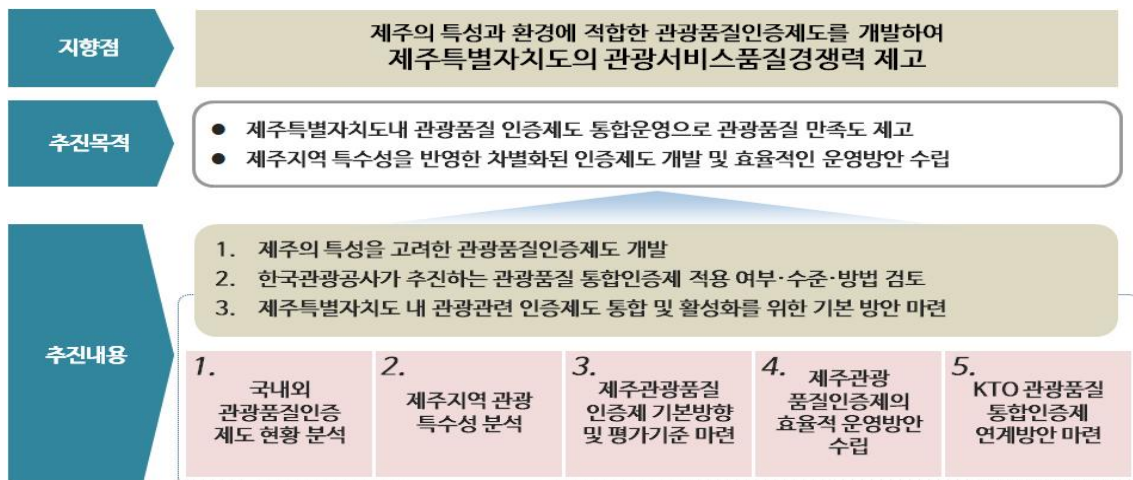 지향점
제주의 특성과 환경에 적합한 관광품질인증제도를 개발하여
제주특별자치도의 관광서비스품질경쟁력 제고
추진목적
● 제주특별자치도내 관광품질 인증제도 통합운영으로 관광품질 만족도 제고
● 제주지역 특수성을 반영한 차별화된 인증제도 개발 및 효율적인 운영방안 수립
추진내용
1. 제주의 특성을 고려한 관광품질인증제도 개발
2. 한국관광공사가 추진하는 관광품질 통합인증제 적용 여부·수준·방법 검토
3. 제주특별자치도 내 관광관련 인증제도 통합 및 활성화를 위한 기본 방안 마련
1.
국내외
관광품질인증
제도 현황 분석
2.
제주지역 관광
특수성 분석
3.
제주관광품질
인증제 기본방향
및 평가기준 마련
4.
제주관광
품질인증제의
효율적 운영방안
수립
5.
KTO 관광품질
통합인증제
연계방안 마련